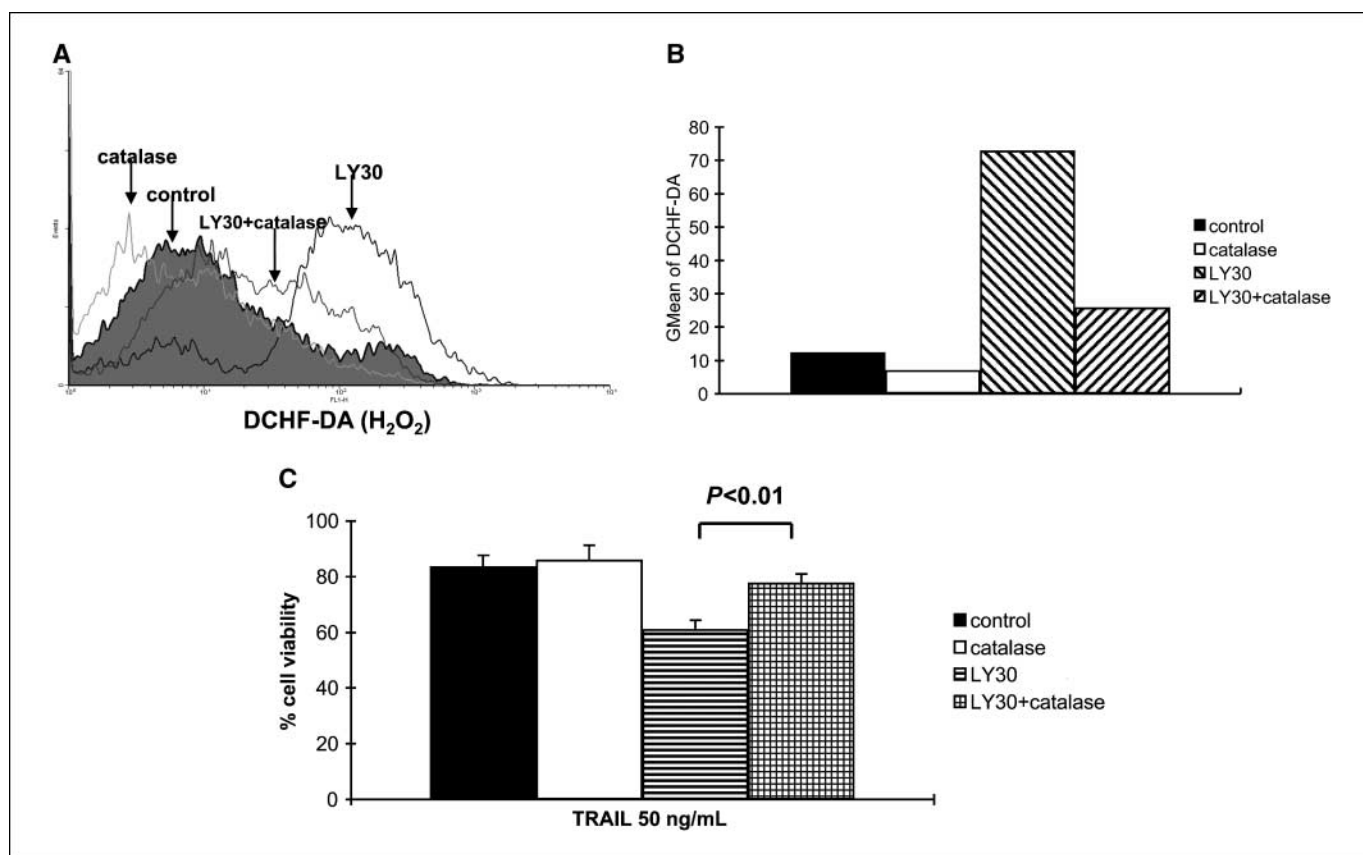 A
catalase
control
LY30
LY30+catalase
Events
FL1-H
DCHF-DA (H₂O₂)
B
80
70
60
50
40
30
20
10
0
GMean of DCHF-DA
control
catalase
LY30
LY30+catalase
C
P<0.01
100
80
60
40
20
0
% cell viability
TRAIL 50 ng/mL
control
catalase
LY30
LY30+catalase